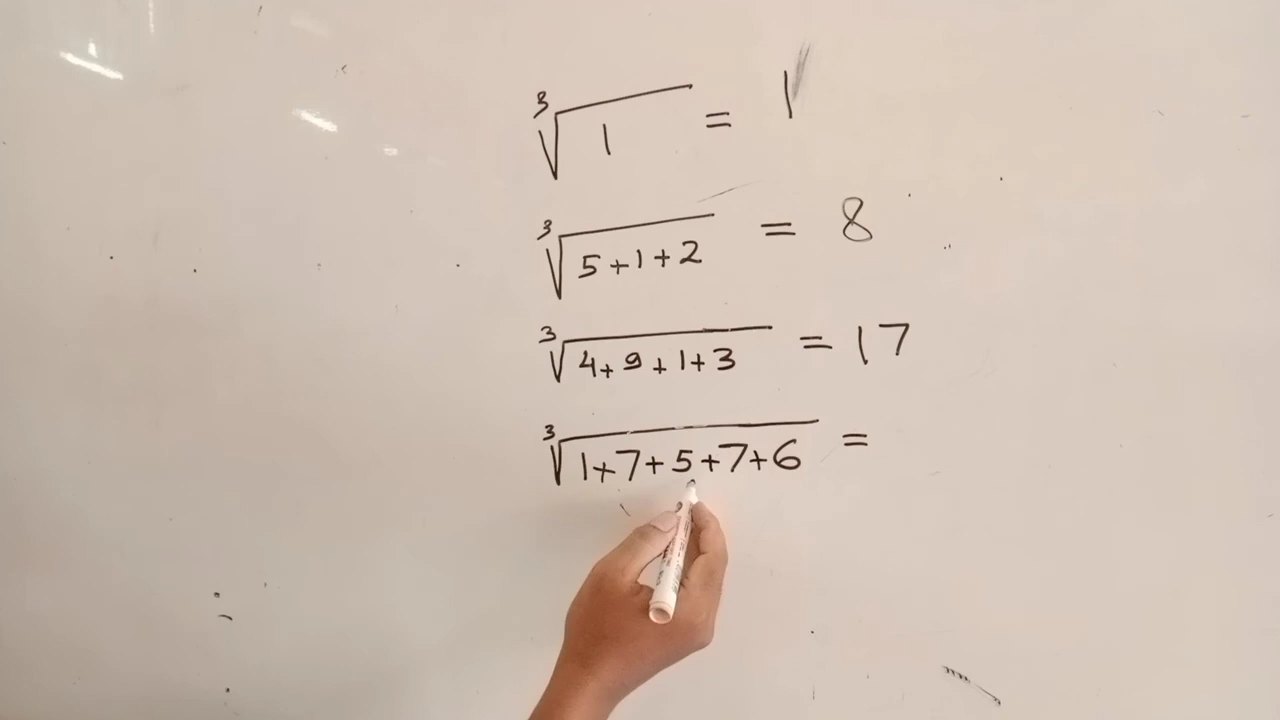 ∛1 = 1
∛(5+1+2) = 8
∛(4+9+1+3) = 17
∛(1+7+5+7+6) =